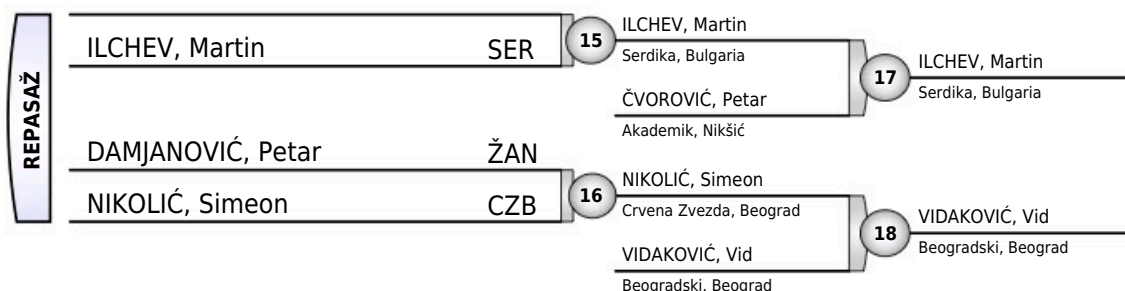 REPASAŽ
ILCHEV, Martin SER
DAMJANOVIĆ, Petar ŽAN
NIKOLIĆ, Simeon CZB
15
ILCHEV, Martin
Serdika, Bulgaria
ČVOROVIĆ, Petar
Akademik, Nikšić
16
NIKOLIĆ, Simeon
Crvena Zvezda, Beograd
VIDAKOVIĆ, Vid
Beogradski, Beograd
17
ILCHEV, Martin
Serdika, Bulgaria
18
VIDAKOVIĆ, Vid
Beogradski, Beograd